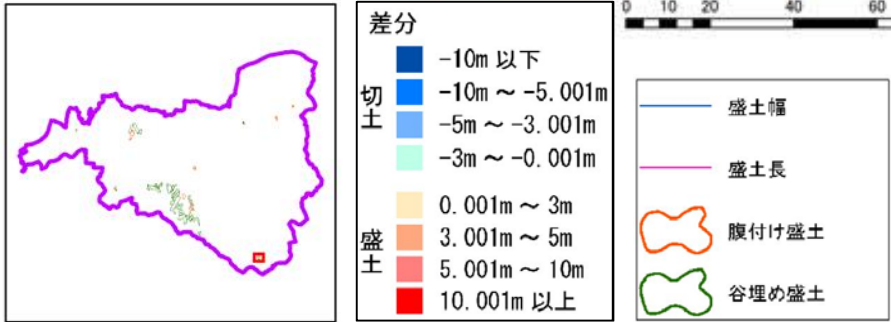 差分
切土
-10m 以下
-10m ～ -5.001m
-5m ～ -3.001m
-3m ～ -0.001m
盛土
0.001m ～ 3m
3.001m ～ 5m
5.001m ～ 10m
10.001m 以上
0 10 20 40 60
盛土幅
盛土長
腹付け盛土
谷埋め盛土